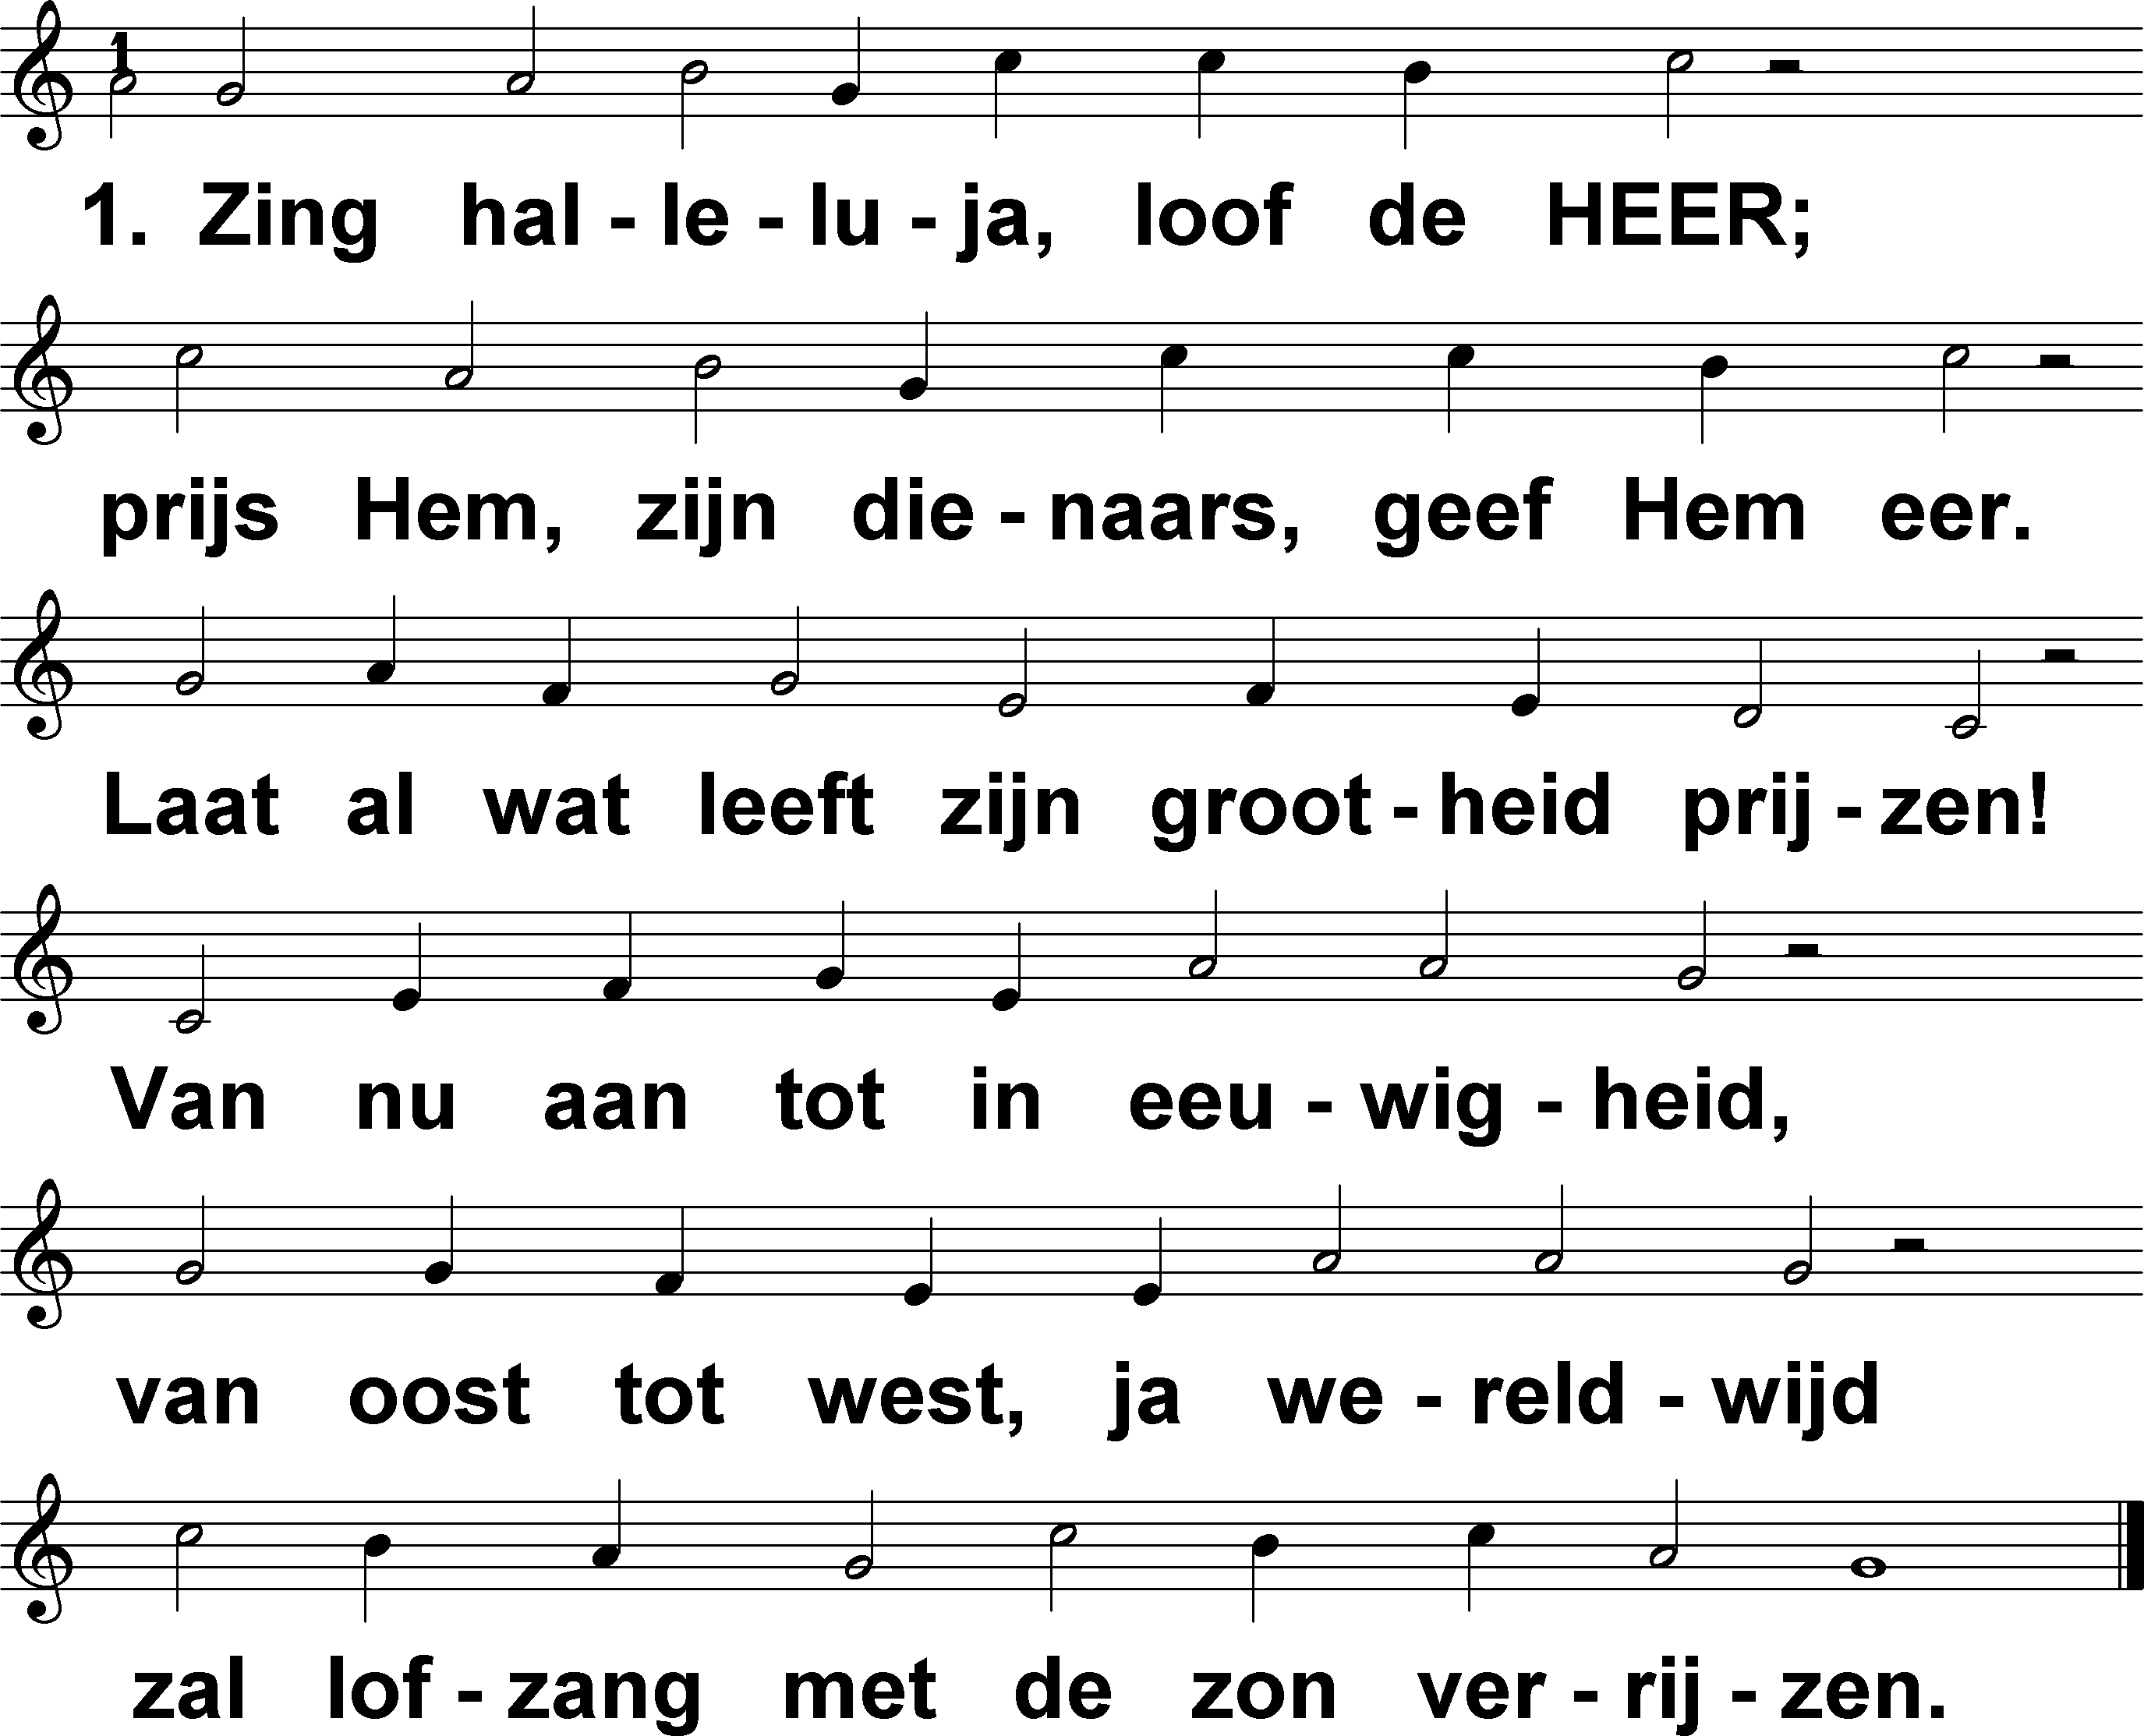 1
1. Zing hal - le - lu - ja, loof de HEER;
prijs Hem, zijn die - naars, geef Hem eer.
Laat al wat leeft zijn groot - heid prij - zen!
Van nu aan tot in eeu - wig - heid,
van oost tot west, ja we - reld - wijd
zal lof - zang met de zon ver - rij - zen.